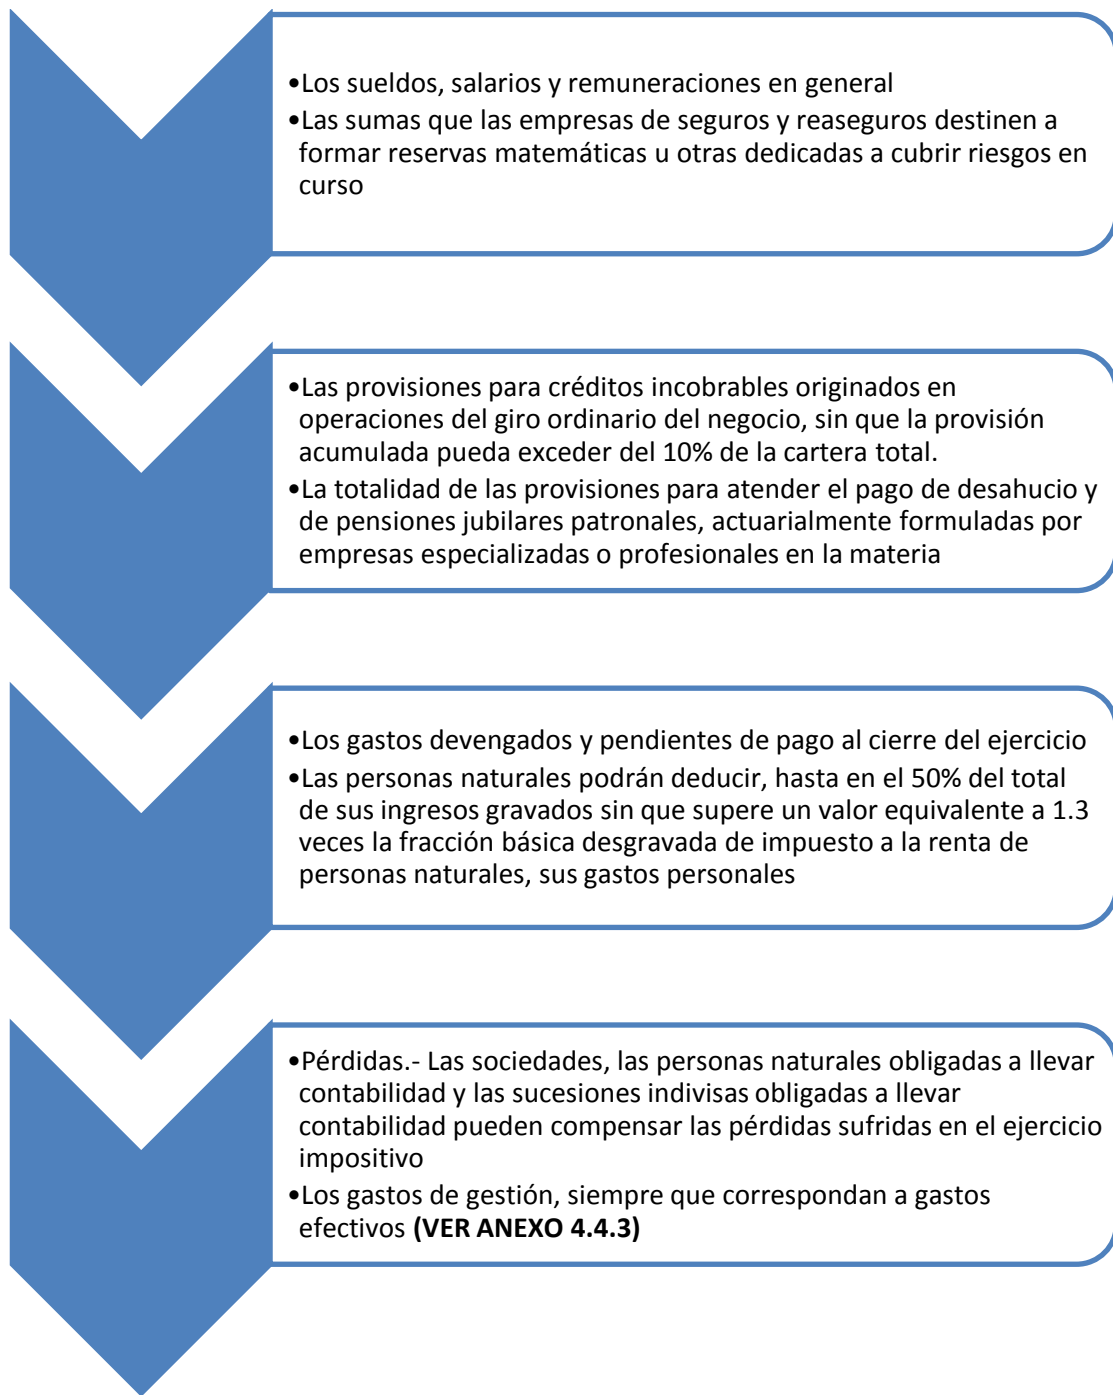 •Los sueldos, salarios y remuneraciones en general
•Las sumas que las empresas de seguros y reaseguros destinen a
formar reservas matemáticas u otras dedicadas a cubrir riesgos en
curso
•Las provisiones para créditos incobrables originados en
operaciones del giro ordinario del negocio, sin que la provisión
acumulada pueda exceder del 10% de la cartera total.
•La totalidad de las provisiones para atender el pago de desahucio y
de pensiones jubilares patronales, actuarialmente formuladas por
empresas especializadas o profesionales en la materia
•Los gastos devengados y pendientes de pago al cierre del ejercicio
•Las personas naturales podrán deducir, hasta en el 50% del total
de sus ingresos gravados sin que supere un valor equivalente a 1.3
veces la fracción básica desgravada de impuesto a la renta de
personas naturales, sus gastos personales
•Pérdidas.- Las sociedades, las personas naturales obligadas a llevar
contabilidad y las sucesiones indivisas obligadas a llevar
contabilidad pueden compensar las pérdidas sufridas en el ejercicio
impositivo
•Los gastos de gestión, siempre que correspondan a gastos
efectivos (VER ANEXO 4.4.3)